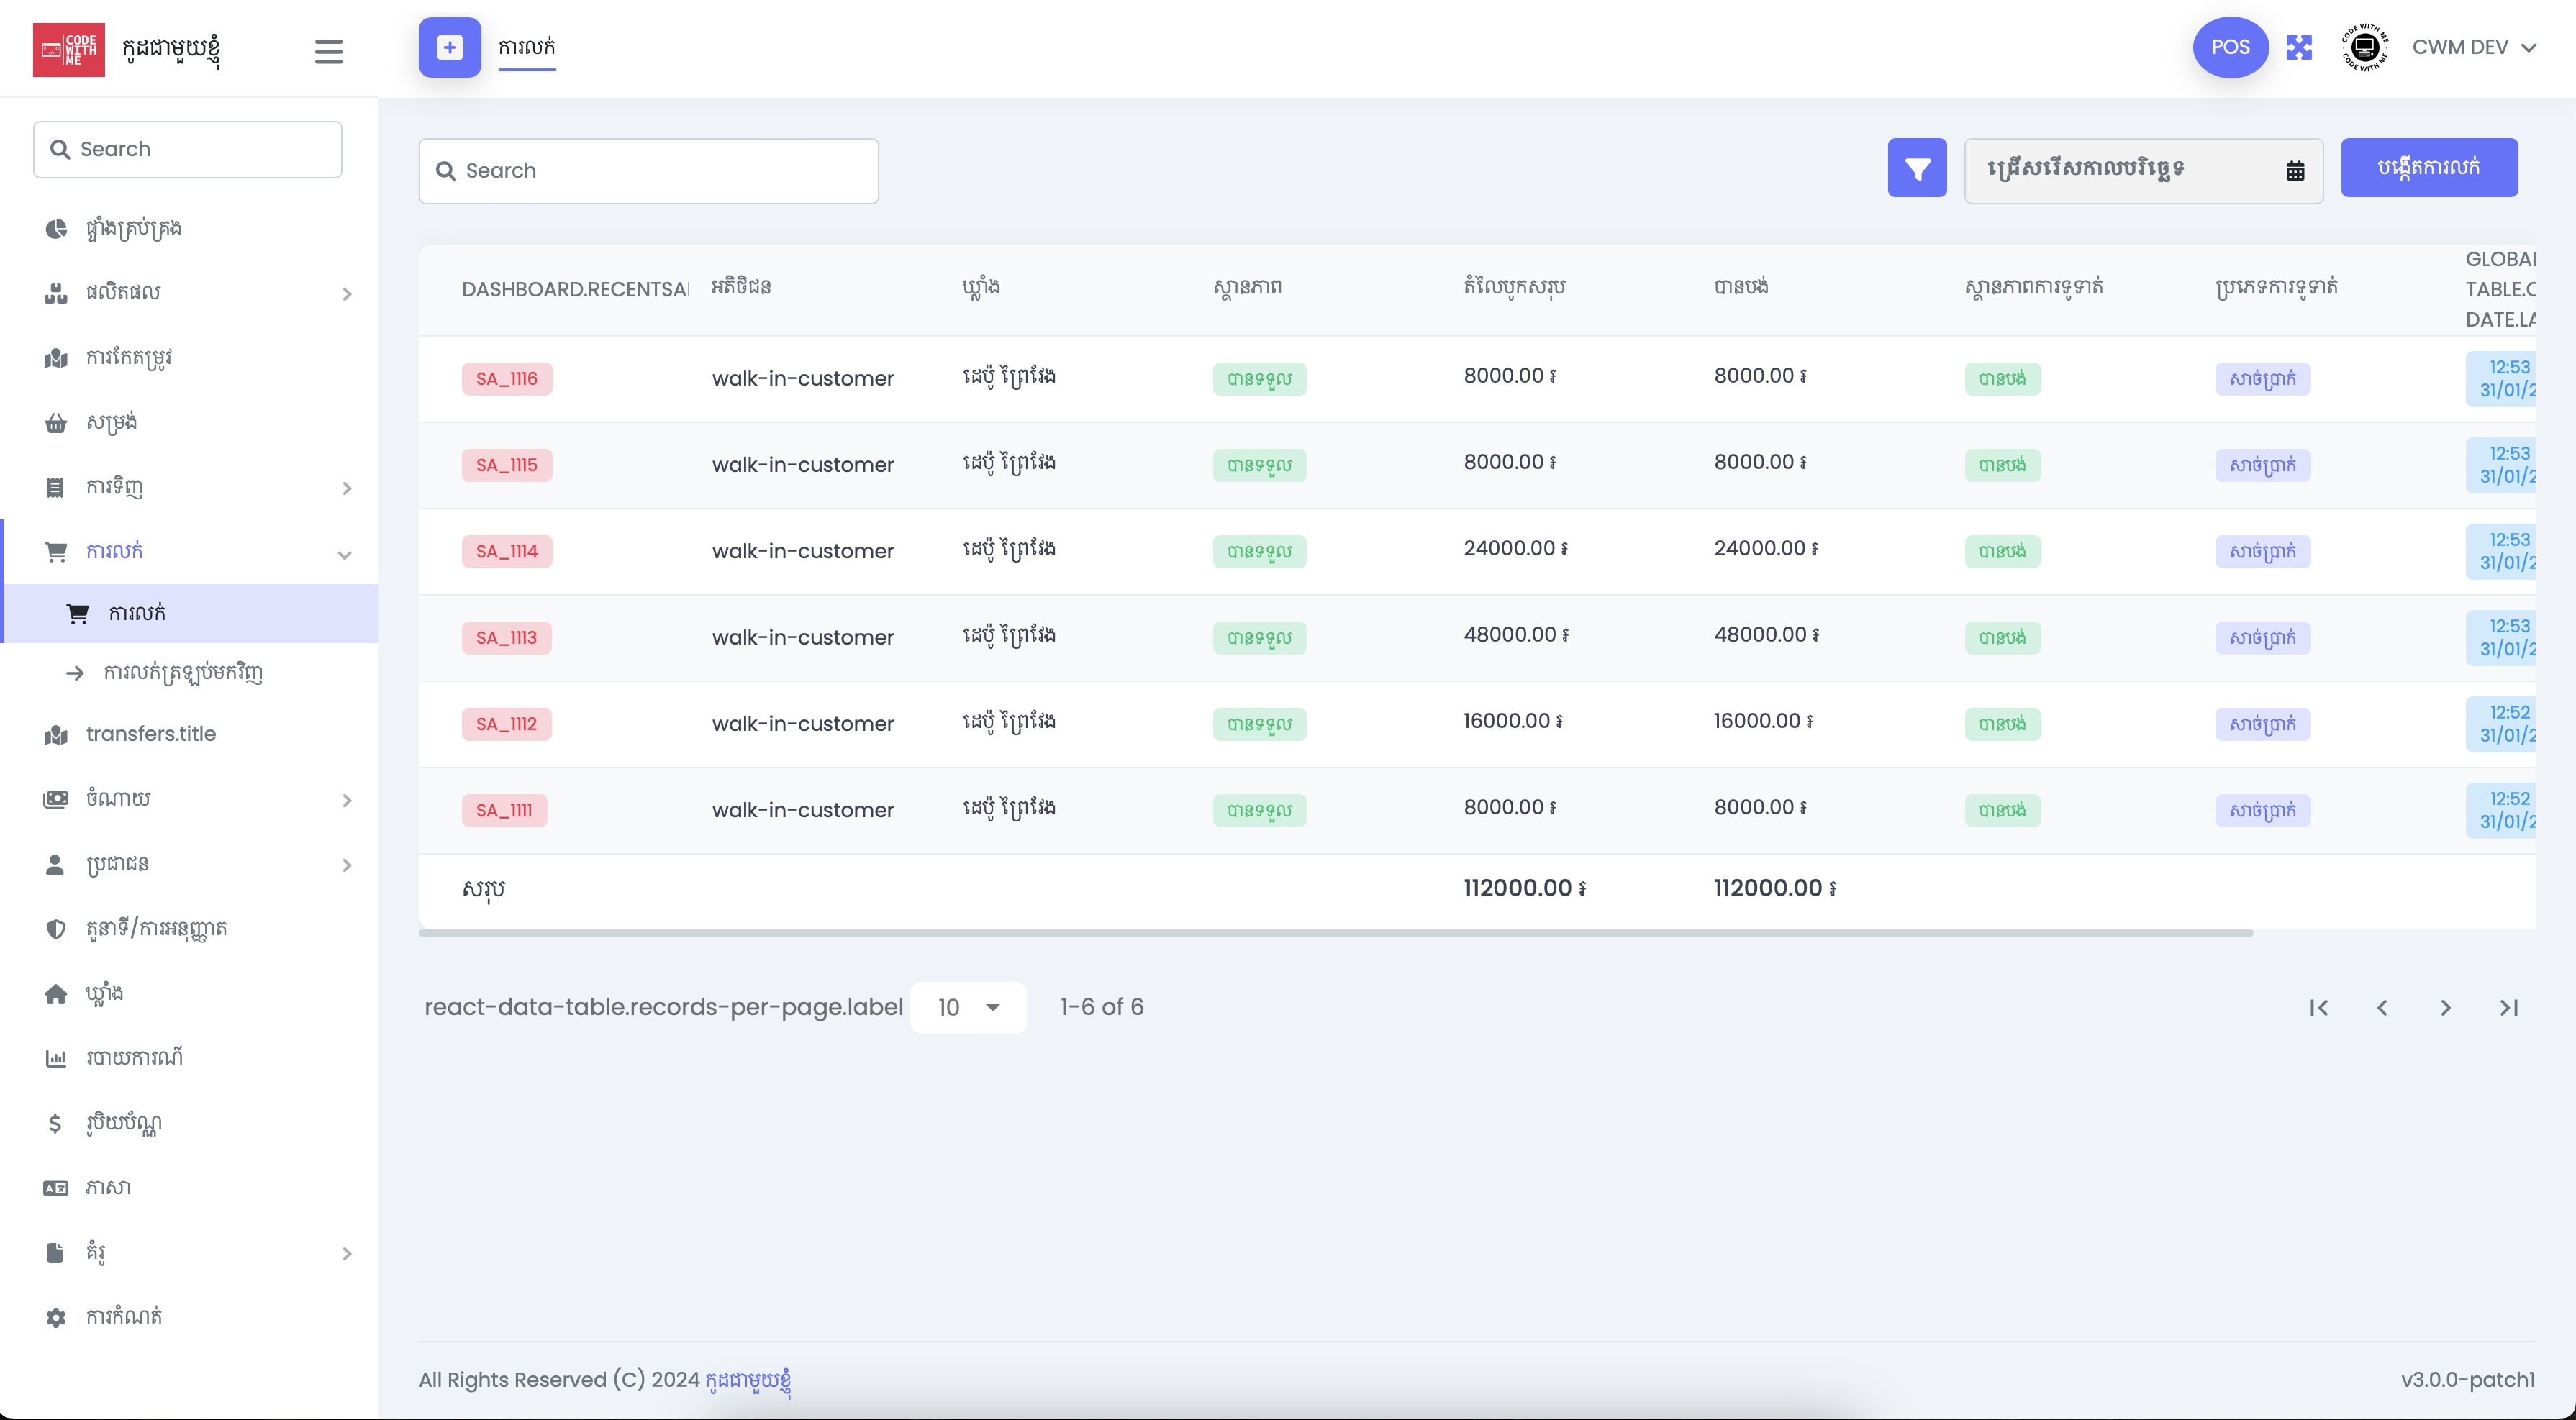 CODE
WITH
ME
កូដជាមួយខ្ញុំ
Search
ផ្ទាំងគ្រប់គ្រង
ផលិតផល
ការកែតម្រូវ
សម្រង់
ការទិញ
ការលក់
ការលក់
ការលក់ត្រឡប់មកវិញ
transfers.title
ចំណាយ
ប្រជាជន
តួនាទី/ការអនុញ្ញាត
ឃ្លាំង
របាយការណ៍
រូបិយប័ណ្ណ
ភាសា
គំរូ
ការកំណត់
ការលក់
POS
CODE WITH ME
CODE WITH ME
CWM DEV
Search
ជ្រើសរើសកាលបរិច្ឆេទ
បង្កើតការលក់
DASHBOARD.RECENTSAL អតិថិជន ឃ្លាំង ស្ថានភាព តំលៃបូកសរុប បានបង់ ស្ថានភាពការទូទាត់ ប្រភេទការទូទាត់ GLOBAL
TABLE.C
DATE.LA
SA_1116 walk-in-customer ដេប៉ូ ព្រៃវែង បានទទួល 8000.00 ៛ 8000.00 ៛ បានបង់ សាច់ប្រាក់ 12:53
31/01/2
SA_1115 walk-in-customer ដេប៉ូ ព្រៃវែង បានទទួល 8000.00 ៛ 8000.00 ៛ បានបង់ សាច់ប្រាក់ 12:53
31/01/2
SA_1114 walk-in-customer ដេប៉ូ ព្រៃវែង បានទទួល 24000.00 ៛ 24000.00 ៛ បានបង់ សាច់ប្រាក់ 12:53
31/01/2
SA_1113 walk-in-customer ដេប៉ូ ព្រៃវែង បានទទួល 48000.00 ៛ 48000.00 ៛ បានបង់ សាច់ប្រាក់ 12:53
31/01/2
SA_1112 walk-in-customer ដេប៉ូ ព្រៃវែង បានទទួល 16000.00 ៛ 16000.00 ៛ បានបង់ សាច់ប្រាក់ 12:52
31/01/2
SA_1111 walk-in-customer ដេប៉ូ ព្រៃវែង បានទទួល 8000.00 ៛ 8000.00 ៛ បានបង់ សាច់ប្រាក់ 12:52
31/01/2
សរុប 112000.00 ៛ 112000.00 ៛
react-data-table.records-per-page.label 10 1-6 of 6
All Rights Reserved (C) 2024 កូដជាមួយខ្ញុំ v3.0.0-patch1